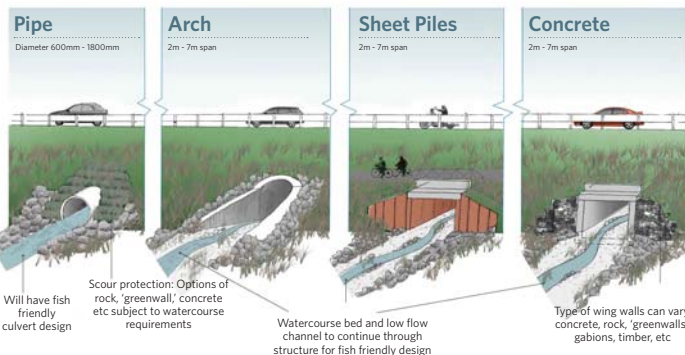 Pipe
Diameter 600mm - 1800mm
Arch
2m - 7m span
Sheet Piles
2m - 7m span
Concrete
2m - 7m span
Will have fish
friendly
culvert design
Scour protection: Options of
rock, ‘greenwall,’ concrete
etc subject to watercourse
requirements
Watercourse bed and low flow
channel to continue through
structure for fish friendly design
Type of wing walls can vary
concrete, rock, ‘greenwalls
gabions, timber, etc